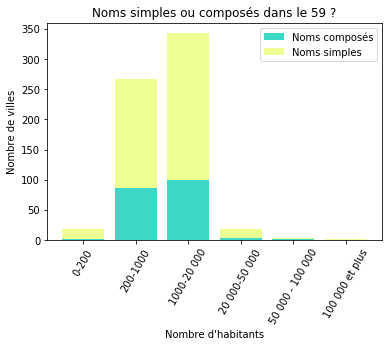 Noms simples ou composés dans le 59 ?
Noms composés
Noms simples
Nombre de villes
350
300
250
200
150
100
50
0
0-200
200-1000
1000-20 000
20 000-50 000
50 000 - 100 000
100 000 et plus
Nombre d'habitants